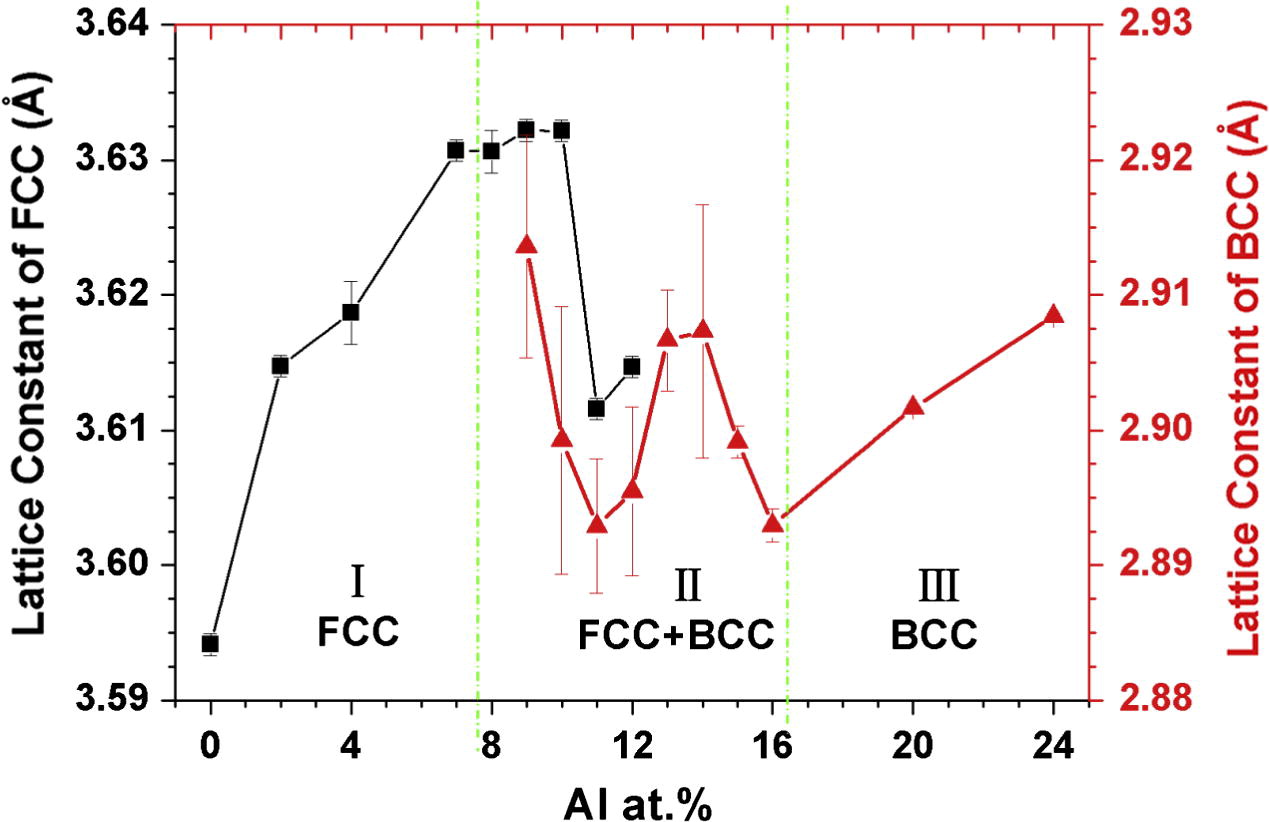 3.64
3.63
3.62
3.61
3.60
3.59
Lattice Constant of FCC (Å)
2.93
2.92
2.91
2.90
2.89
2.88
Lattice Constant of BCC (Å)
I
FCC
II
FCC+BCC
III
BCC
0 4 8 12 16 20 24
Al at.%